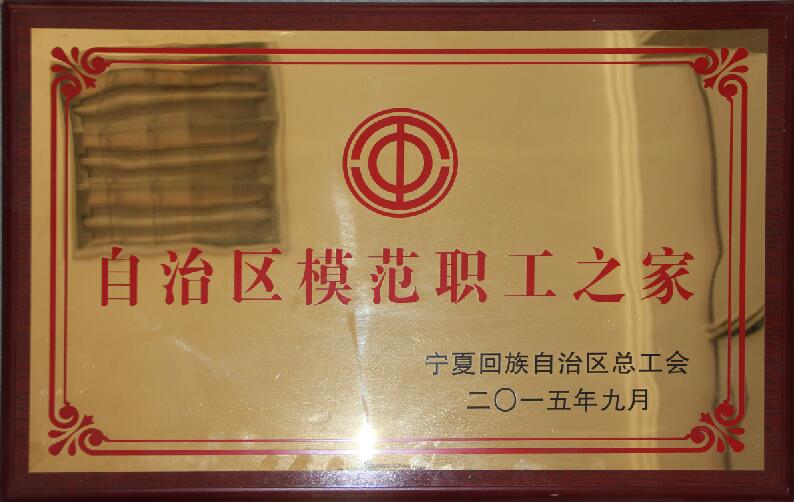 自治区模范职工之家
宁夏回族自治区总工会
二〇一五年九月